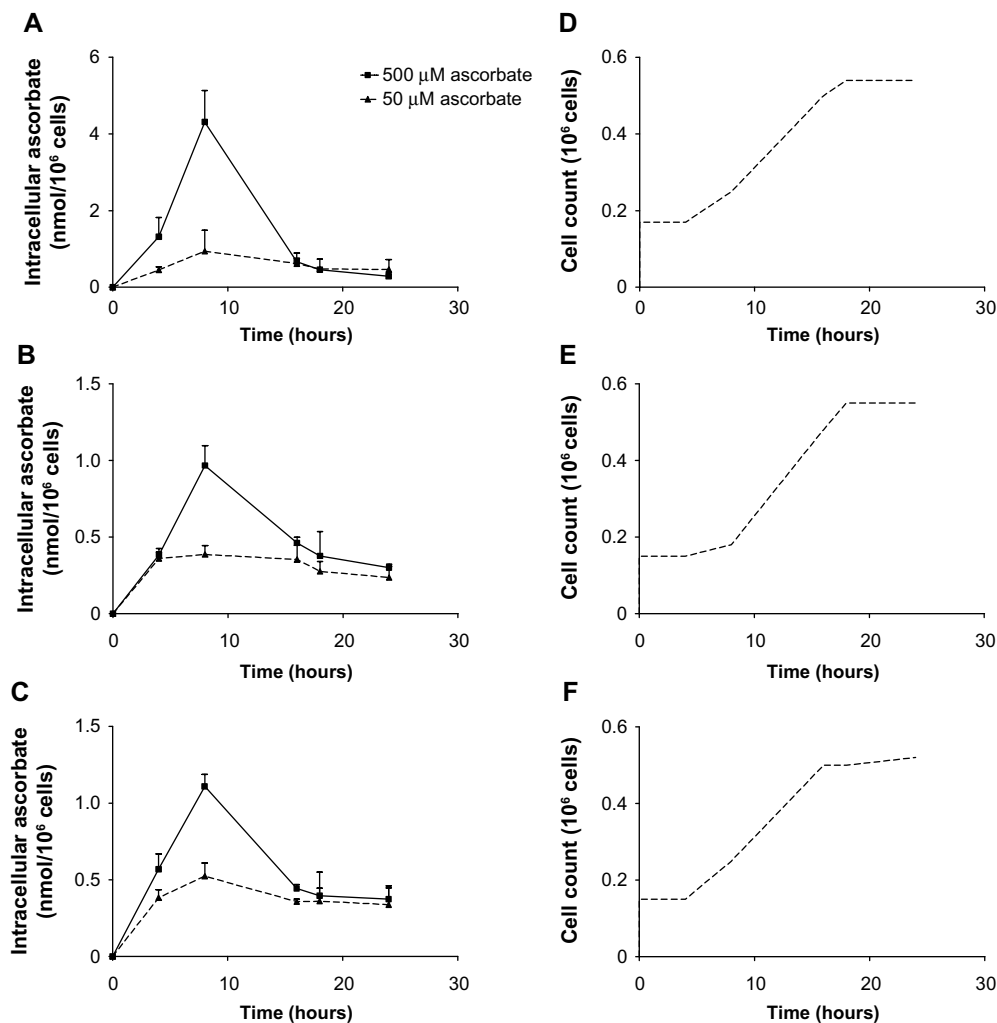 A
Intracellular ascorbate
(nmol/10⁶ cells)
6
4
2
0
0
10
20
30
Time (hours)
500 µM ascorbate
50 µM ascorbate
D
Cell count (10⁶ cells)
0.6
0.4
0.2
0
0
10
20
30
Time (hours)
B
Intracellular ascorbate
(nmol/10⁶ cells)
1.5
1.0
0.5
0
0
10
20
30
Time (hours)
E
Cell count (10⁶ cells)
0.6
0.4
0.2
0
0
10
20
30
Time (hours)
C
Intracellular ascorbate
(nmol/10⁶ cells)
1.5
1.0
0.5
0
0
10
20
30
Time (hours)
F
Cell count (10⁶ cells)
0.6
0.4
0.2
0
0
10
20
30
Time (hours)